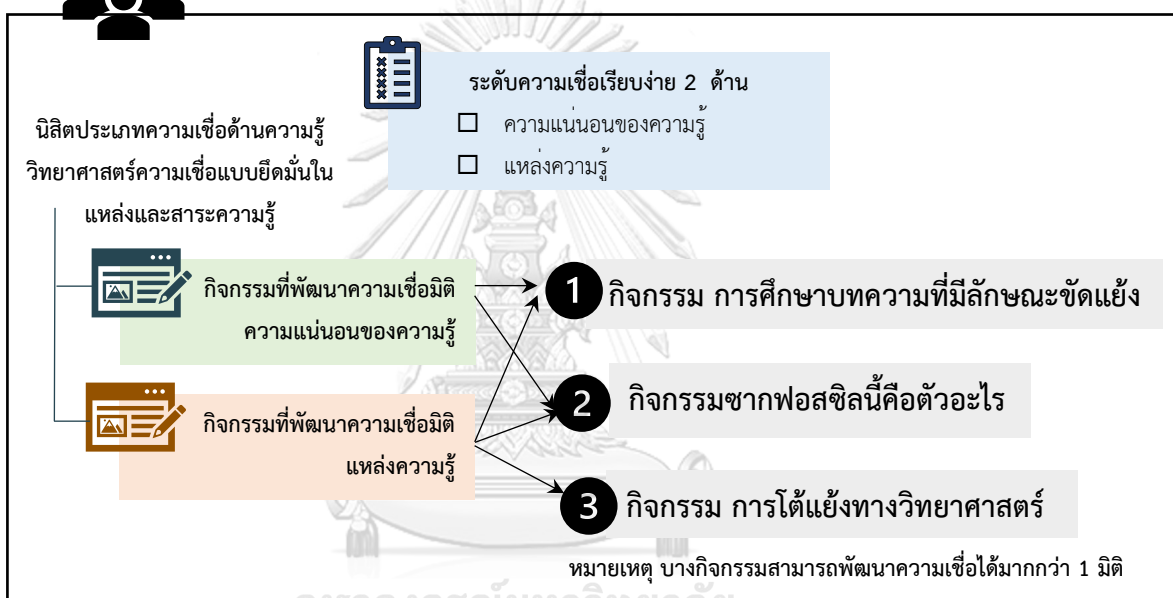 ระดับความเชื่อเรียบง่าย 2 ด้าน
ความแน่นอนของความรู้
แหล่งความรู้
นิสิตประเภทความเชื่อด้านความรู้
วิทยาศาสตร์ความเชื่อแบบยึดมั่นใน
แหล่งและสาระความรู้
กิจกรรมที่พัฒนาความเชื่อมิติ
ความแน่นอนของความรู้
กิจกรรมที่พัฒนาความเชื่อมิติ
แหล่งความรู้
1 กิจกรรม การศึกษาบทความที่มีลักษณะขัดแย้ง
2 กิจกรรมซากฟอสซิลนี้คือตัวอะไร
3 กิจกรรม การโต้แย้งทางวิทยาศาสตร์
หมายเหตุ บางกิจกรรมสามารถพัฒนาความเชื่อได้มากกว่า 1 มิติ